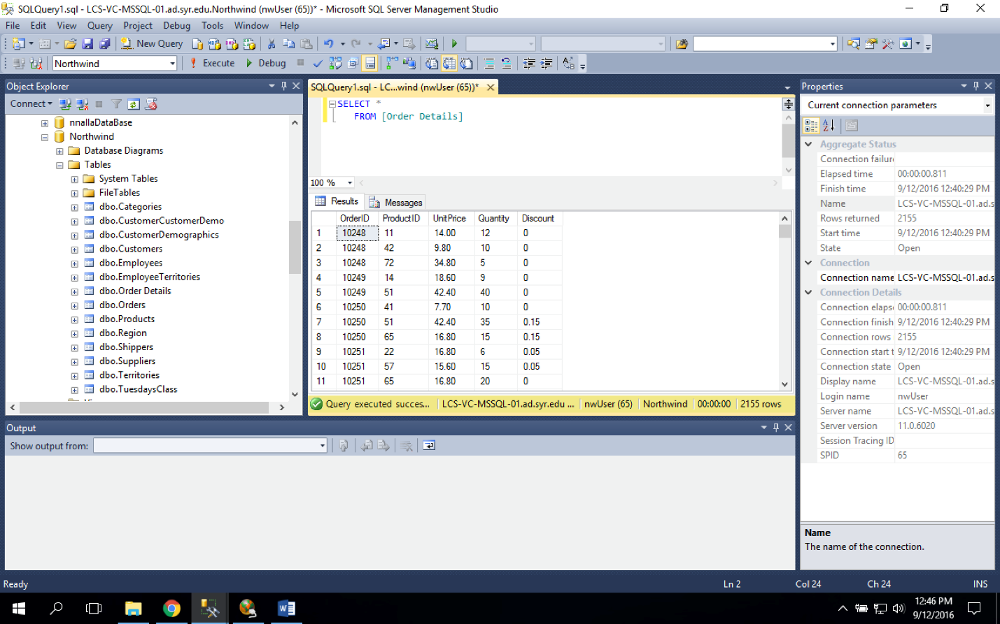 SQLQuery1.sql - LCS-VC-MSSQL-01.ad.syr.edu.Northwind (nwUser (65))* - Microsoft SQL Server Management Studio
File Edit View Query Project Debug Tools Window Help
New Query
Northwind Execute Debug
Object Explorer
Connect
nnallaDataBase
Northwind
Database Diagrams
Tables
System Tables
FileTables
dbo.Categories
dbo.CustomerCustomerDemo
dbo.CustomerDemographics
dbo.Customers
dbo.Employees
dbo.EmployeeTerritories
dbo.Order Details
dbo.Orders
dbo.Products
dbo.Region
dbo.Shippers
dbo.Suppliers
dbo.Territories
dbo.TuesdaysClass
SQLQuery1.sql - LC...wind (nwUser (65))*
SELECT *
FROM [Order Details]
100 %
Results Messages
OrderID ProductID UnitPrice Quantity Discount
1 10248 11 14.00 12 0
2 10248 42 9.80 10 0
3 10248 72 34.80 5 0
4 10249 14 18.60 9 0
5 10249 51 42.40 40 0
6 10250 41 7.70 10 0
7 10250 51 42.40 35 0.15
8 10250 65 16.80 15 0.15
9 10251 22 16.80 6 0.05
10 10251 57 15.60 15 0.05
11 10251 65 16.80 20 0
Query executed succes... LCS-VC-MSSQL-01.ad.syr.edu ... nwUser (65) Northwind 00:00:00 2155 rows
Properties
Current connection parameters
Aggregate Status
Connection failur
Elapsed time 00:00:00.811
Finish time 9/12/2016 12:40:29 PM
Name LCS-VC-MSSQL-01.ad.s
Rows returned 2155
Start time 9/12/2016 12:40:29 PM
State Open
Connection
Connection name LCS-VC-MSSQL-01.ad.s
Connection Details
Connection elaps 00:00:00.811
Connection finish 9/12/2016 12:40:29 PM
Connection rows 2155
Connection start t 9/12/2016 12:40:29 PM
Connection state Open
Display name LCS-VC-MSSQL-01.ad.s
Login name nwUser
Server name LCS-VC-MSSQL-01.ad.s
Server version 11.0.6020
Session Tracing ID
SPID 65
Name
The name of the connection.
Output
Show output from:
Ready Ln 2 Col 24 Ch 24 INS
12:46 PM
9/12/2016